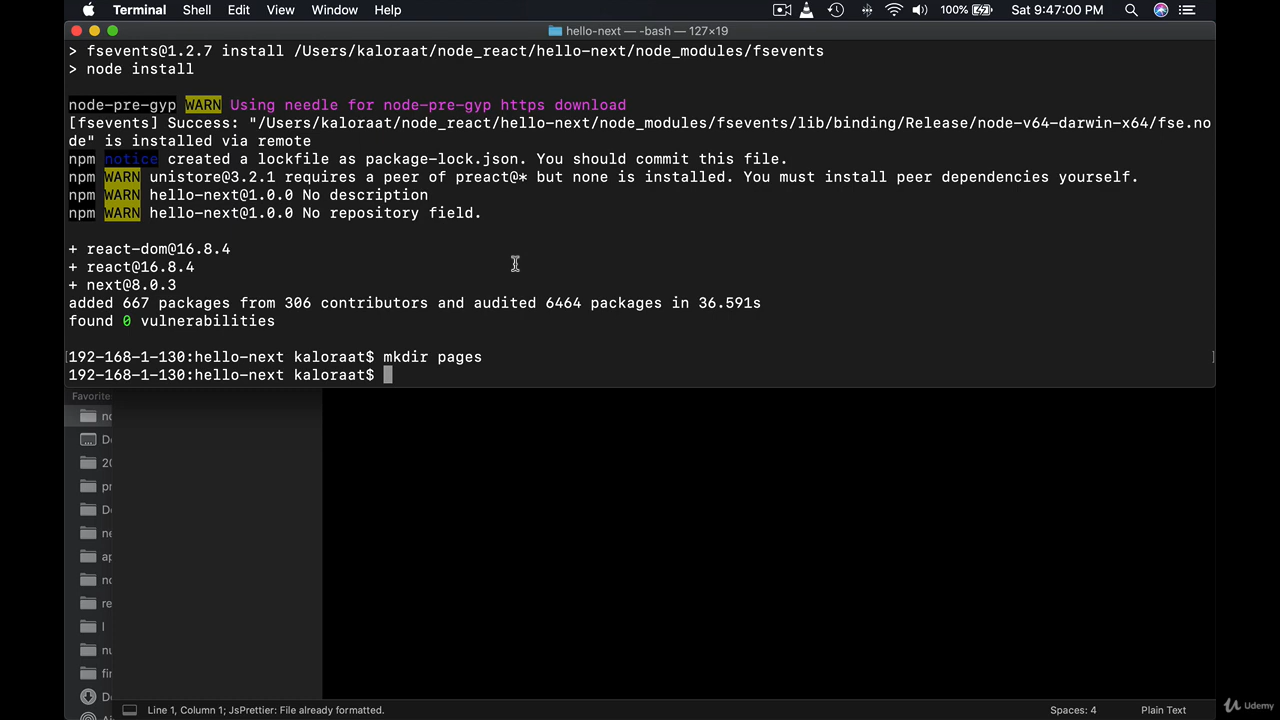 Terminal Shell Edit View Window Help 100% Sat 9:47:00 PM
hello-next — -bash — 127×19
> fsevents@1.2.7 install /Users/kaloraat/node_react/hello-next/node_modules/fsevents
> node install
node-pre-gyp WARN Using needle for node-pre-gyp https download
[fsevents] Success: "/Users/kaloraat/node_react/hello-next/node_modules/fsevents/lib/binding/Release/node-v64-darwin-x64/fse.no
de" is installed via remote
npm notice created a lockfile as package-lock.json. You should commit this file.
npm WARN unistore@3.2.1 requires a peer of preact@* but none is installed. You must install peer dependencies yourself.
npm WARN hello-next@1.0.0 No description
npm WARN hello-next@1.0.0 No repository field.
+ react-dom@16.8.4
+ react@16.8.4
+ next@8.0.3
added 667 packages from 306 contributors and audited 6464 packages in 36.591s
found 0 vulnerabilities
[192-168-1-130:hello-next kaloraat$ mkdir pages ]
192-168-1-130:hello-next kaloraat$
Favorite
nc
D
20
pr
D
ne
ap
no
re
l
nu
fir
D
Line 1, Column 1; JsPrettier: File already formatted. Spaces: 4 Plain Text
Udemy